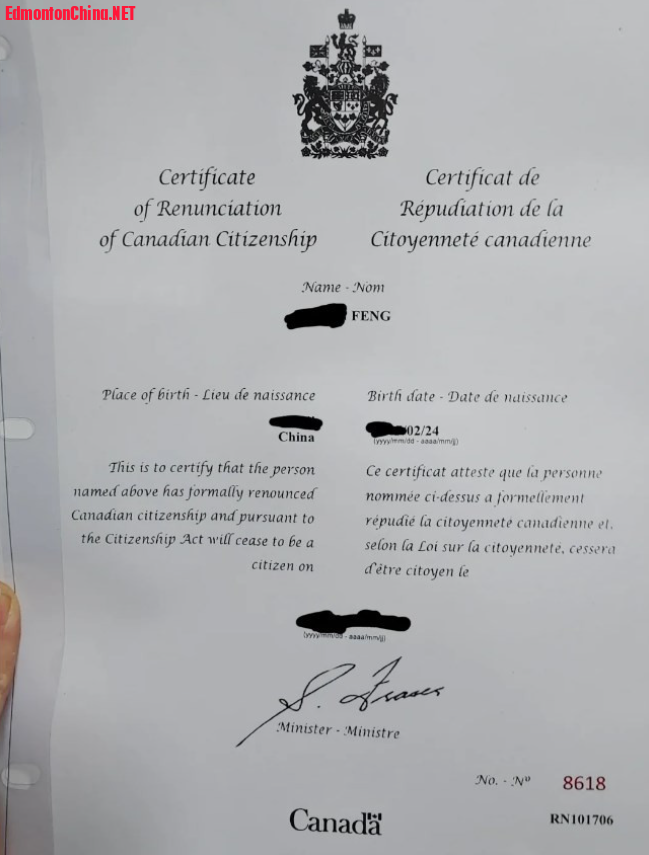 EdmontonChina.NET
Certificate
of Renunciation
of Canadian Citizenship
Certificat de
Répudiation de la
Citoyenneté canadienne
Name - Nom
FENG
Place of birth - Lieu de naissance
China
Birth date - Date de naissance
02/24
(yyyy/mm/dd - aaaa/mm/jj)
This is to certify that the person
named above has formally renounced
Canadian citizenship and pursuant to
the Citizenship Act will cease to be a
citizen on
Ce certificat atteste que la personne
nommée ci-dessus a formellement
répudié la citoyenneté canadienne et,
selon la Loi sur la citoyenneté, cessera
d'être citoyen le
(yyyy/mm/dd - aaaa/mm/jj)
S. Fraser
Minister - Ministre
No. - Nº 8618
RN101706
Canada